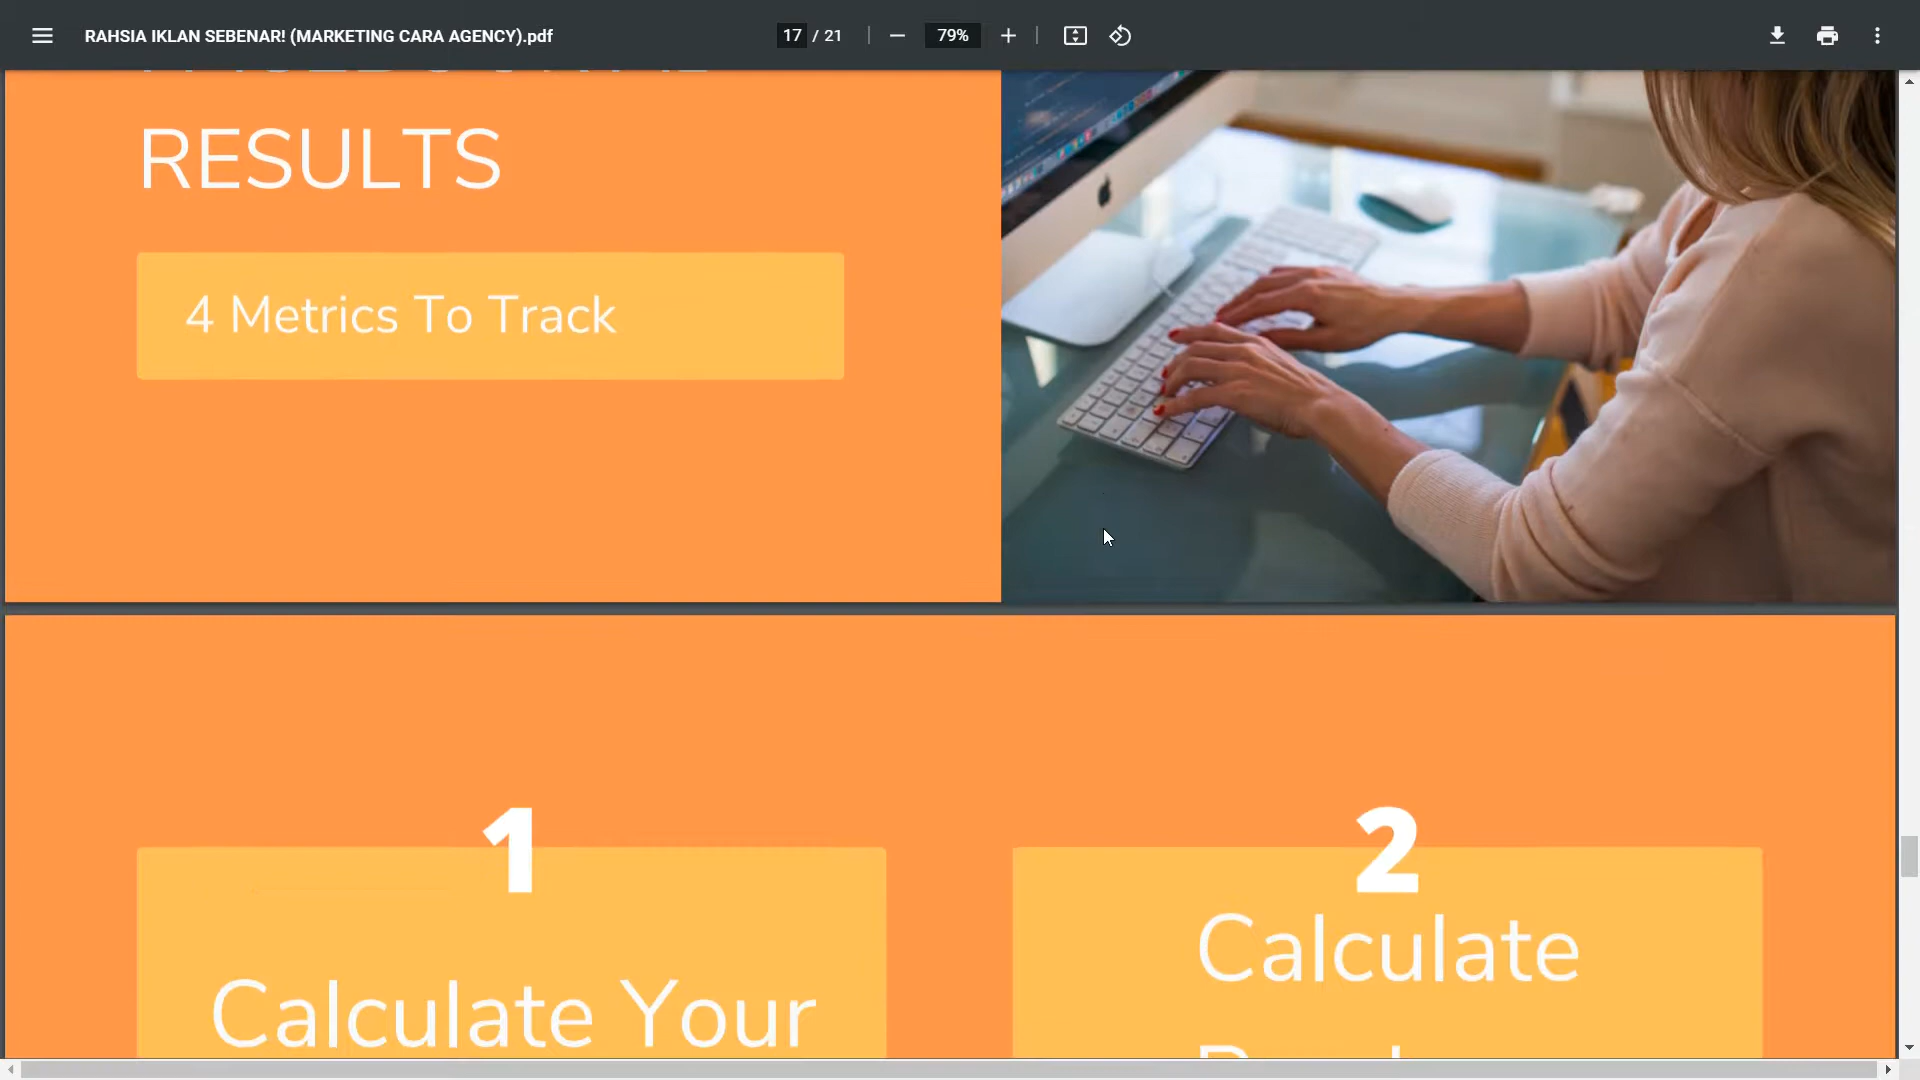 RAHSIA IKLAN SEBENAR! (MARKETING CARA AGENCY).pdf
17 / 21
79%
RESULTS
4 Metrics To Track
1
Calculate Your
2
Calculate